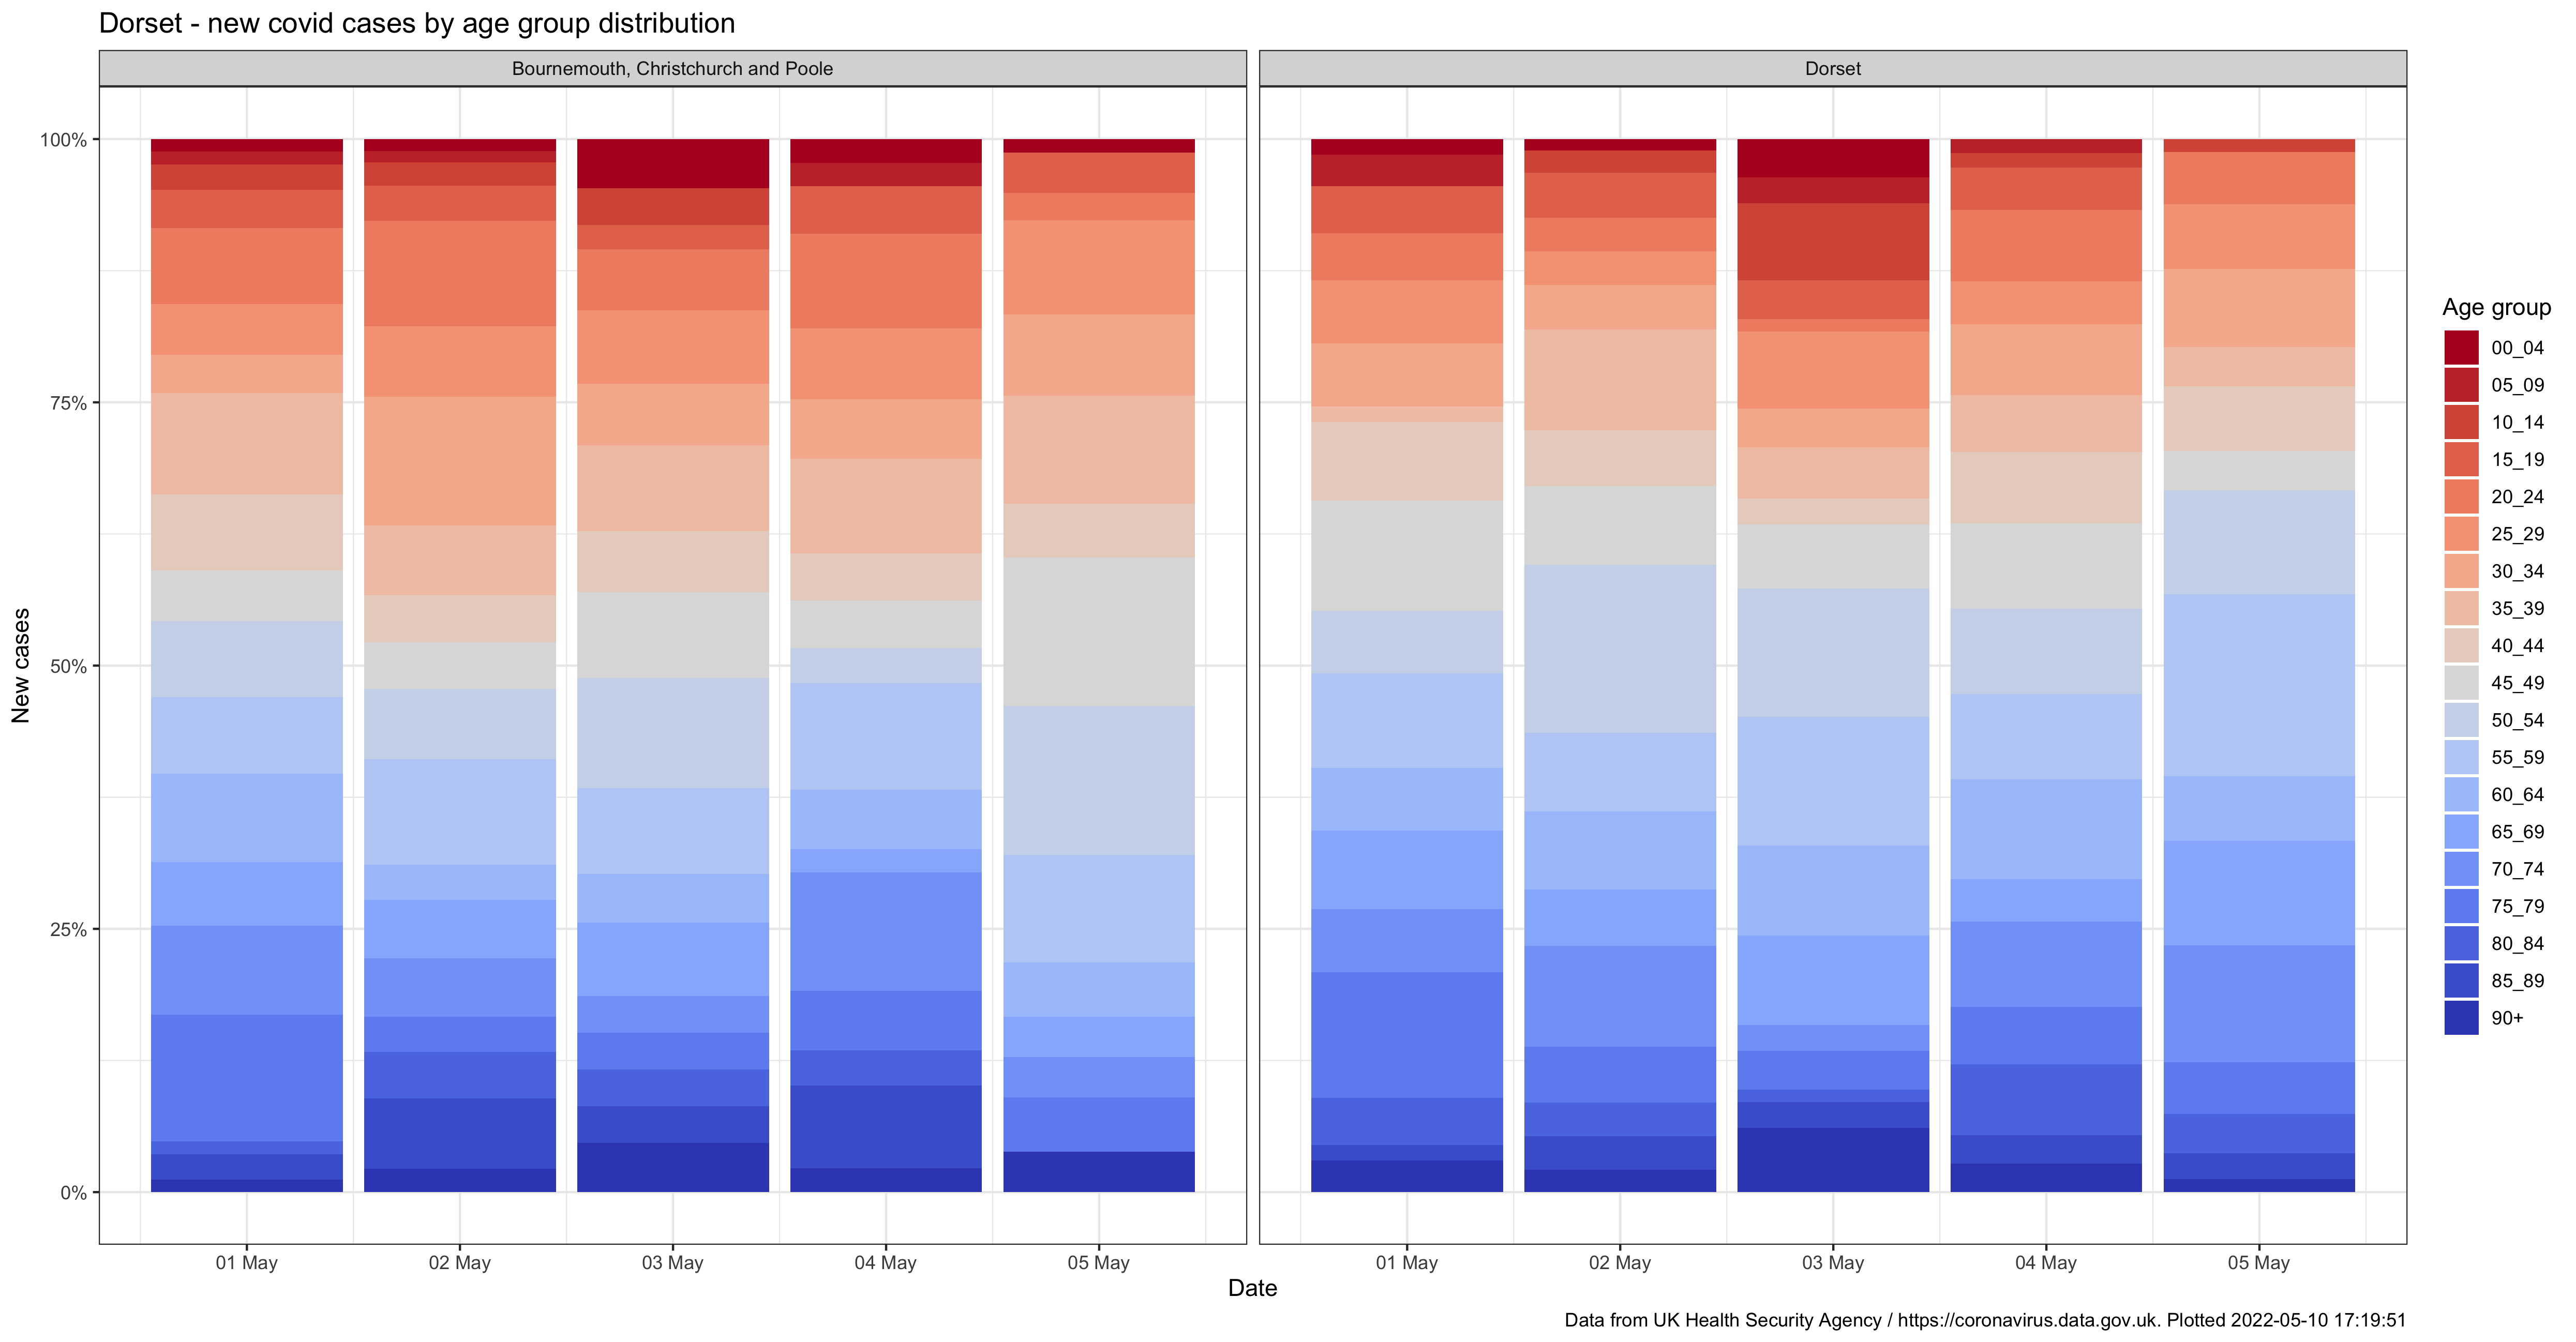 Dorset - new covid cases by age group distribution
Bournemouth, Christchurch and Poole
Dorset
100%
75%
50%
25%
0%
New cases
01 May
02 May
03 May
04 May
05 May
01 May
02 May
03 May
04 May
05 May
Date
Age group
00_04
05_09
10_14
15_19
20_24
25_29
30_34
35_39
40_44
45_49
50_54
55_59
60_64
65_69
70_74
75_79
80_84
85_89
90+
Data from UK Health Security Agency / https://coronavirus.data.gov.uk. Plotted 2022-05-10 17:19:51